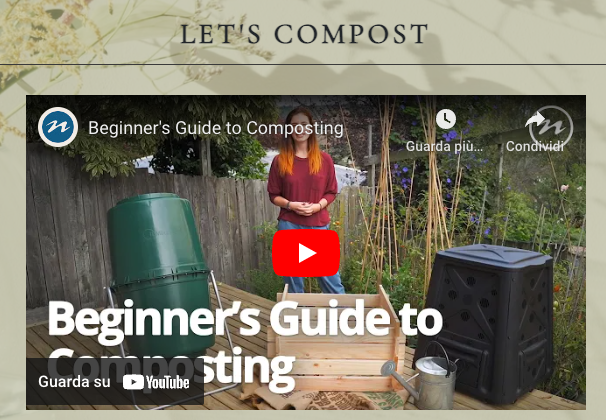 LET'S COMPOST
Beginner's Guide to Composting
Guarda più...
Condividi
Beginner's Guide to
Composting
Guarda su YouTube